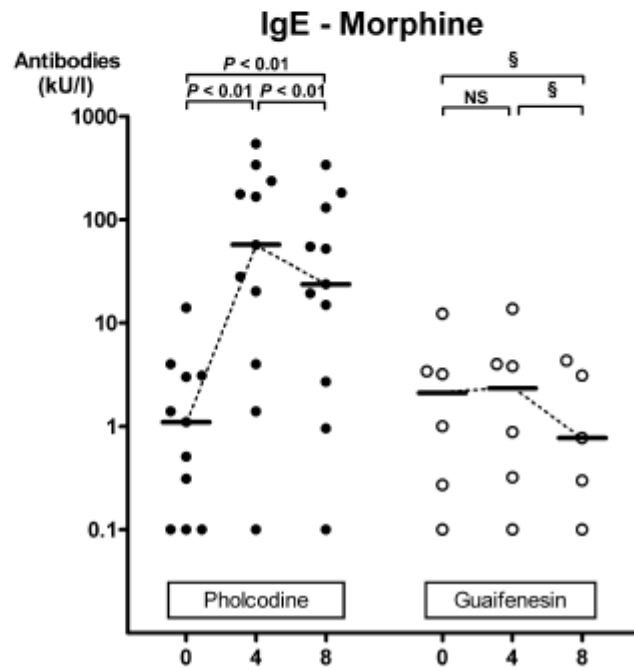 IgE - Morphine
Antibodies
(kU/l)
P < 0.01
P < 0.01 P < 0.01
§
NS §
1000
100
10
1
0.1
Pholcodine Guaifenesin
0 4 8 0 4 8